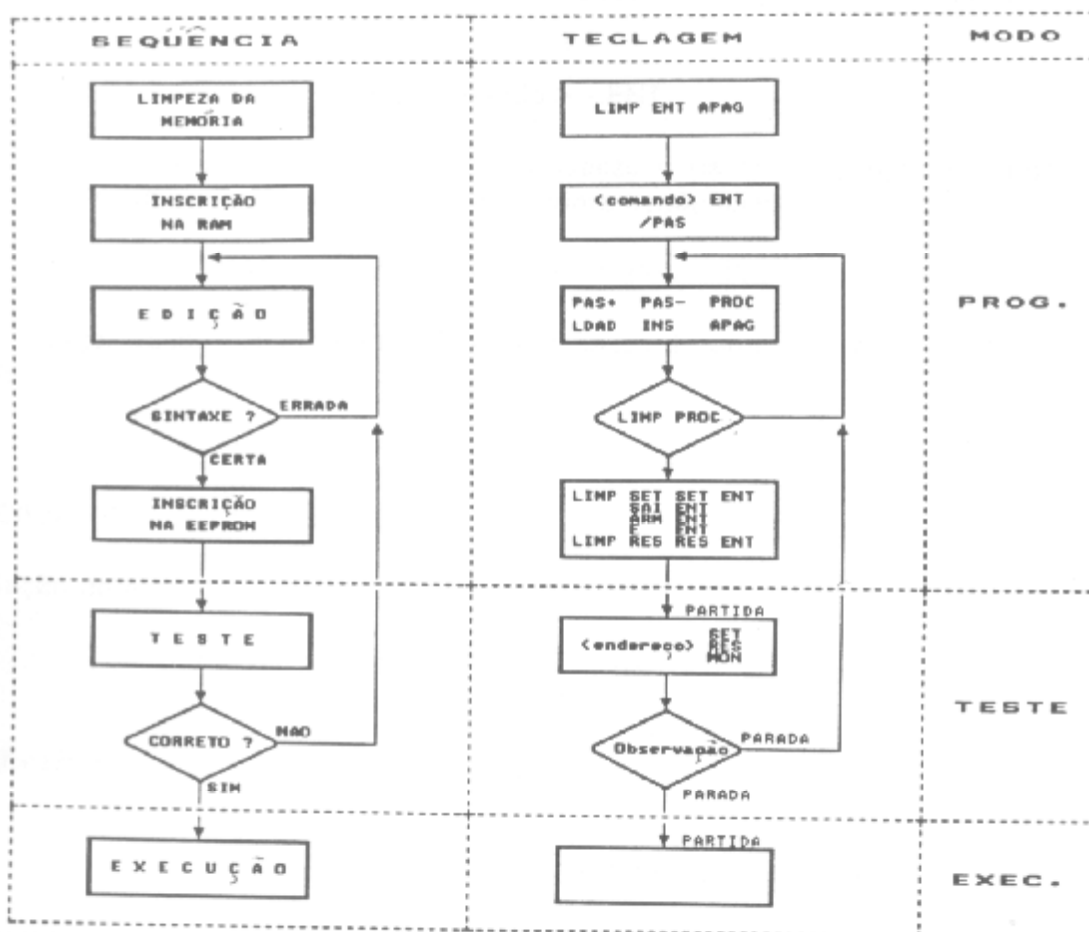 SEQÜÊNCIA
TECLAGEM
MODO
LIMPEZA DA
MEMÓRIA
LIMP ENT APAG
INSCRIÇÃO
NA RAM
<comando> ENT
/PAS
EDIÇÃO
PAS+ PAS- PROC
LOAD INS APAG
PROG.
SINTAXE ?
ERRADA
CERTA
LIMP PROC
INSCRIÇÃO
NA EEPROM
LIMP SET SET ENT
SAI ENT
ARM ENT
E ENT
LIMP RES RES ENT
PARTIDA
TESTE
<endereço> SET
RES
MON
TESTE
CORRETO ?
NAO
SIM
Observação
PARADA
PARADA
PARTIDA
EXECUÇÃO
EXEC.